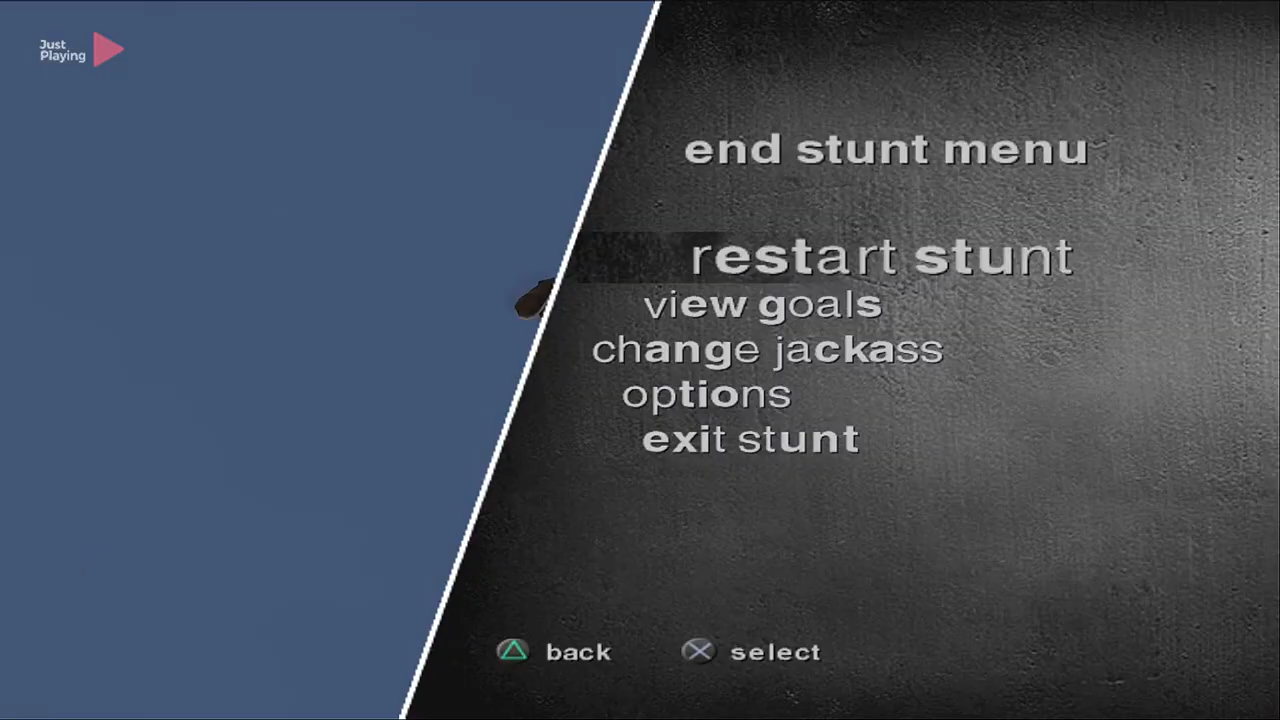 Just
Playing
end stunt menu
restart stunt
view goals
change jackass
options
exit stunt
back
select